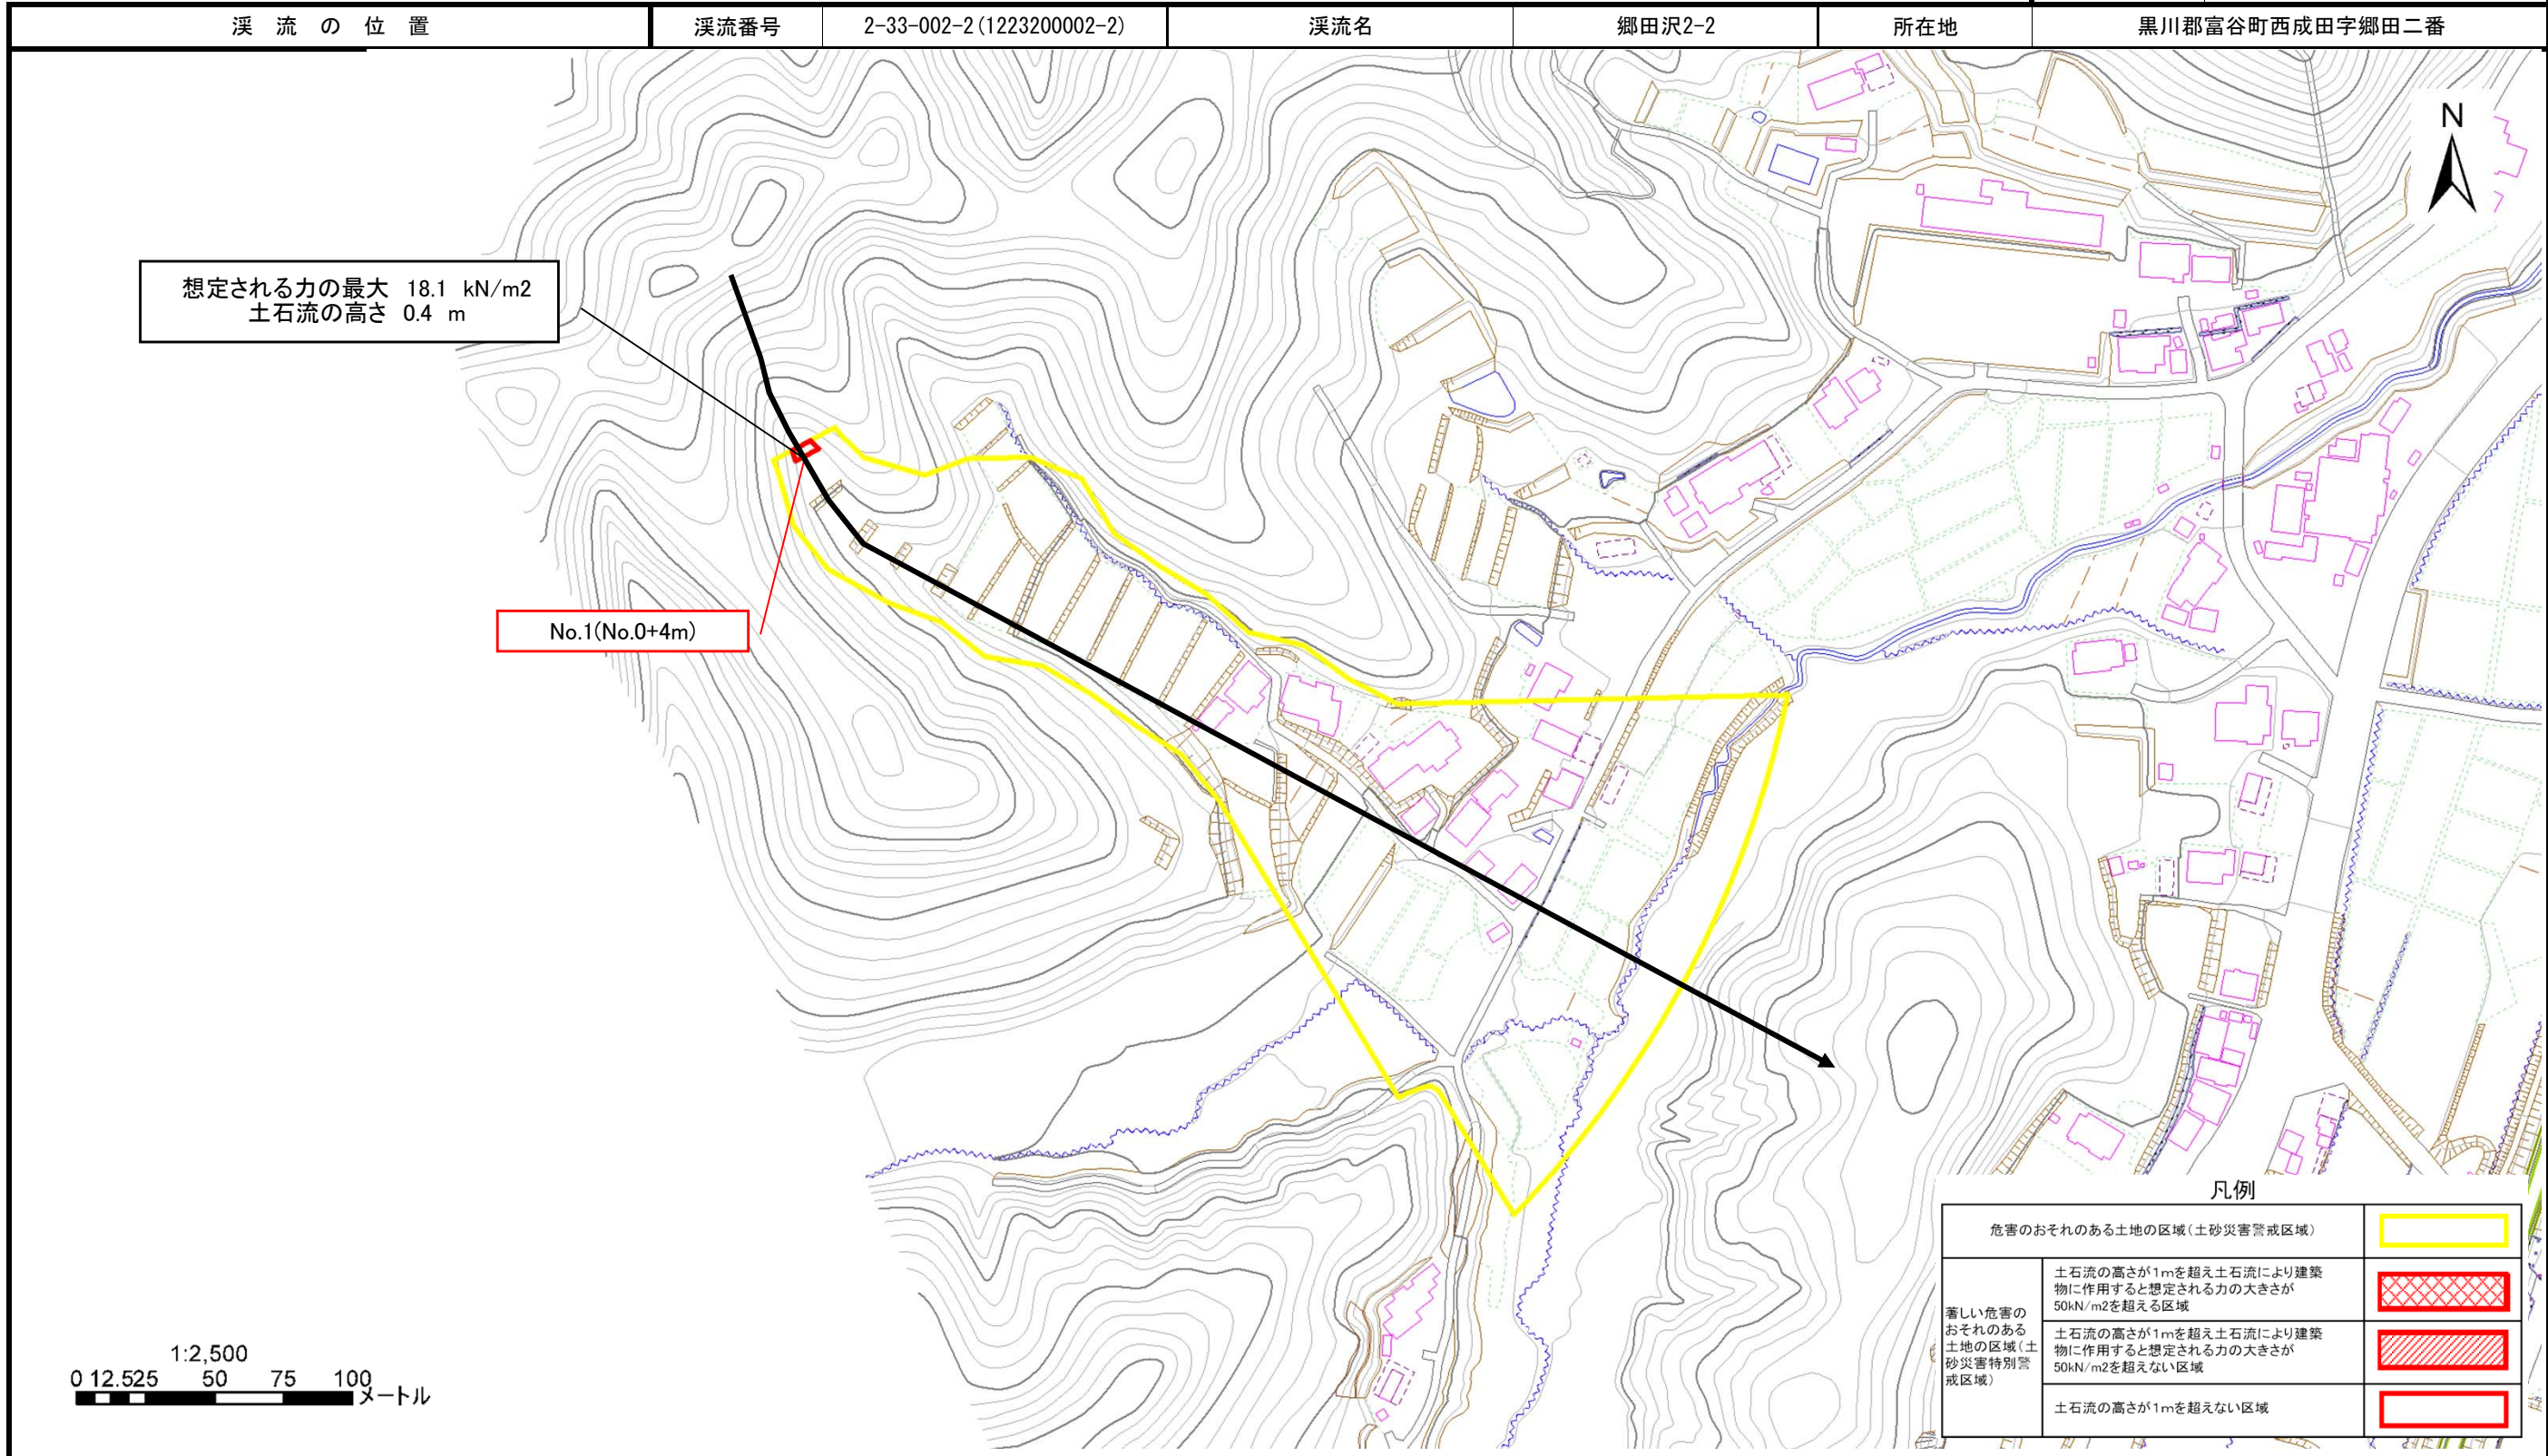 渓流の位置
渓流番号
2-33-002-2(1223200002-2)
渓流名
郷田沢2-2
所在地
黒川郡富谷町西成田字郷田二番
N
想定される力の最大 18.1 kN/m2
土石流の高さ 0.4 m
No.1(No.0+4m)
1:2,500
0 12.525 50 75 100
メートル
凡例
危害のおそれのある土地の区域(土砂災害警戒区域)
著しい危害の
おそれのある
土地の区域(土
砂災害特別警
戒区域)
土石流の高さが1mを超え土石流により建築
物に作用すると想定される力の大きさが
50kN/m2を超える区域
土石流の高さが1mを超え土石流により建築
物に作用すると想定される力の大きさが
50kN/m2を超えない区域
土石流の高さが1mを超えない区域